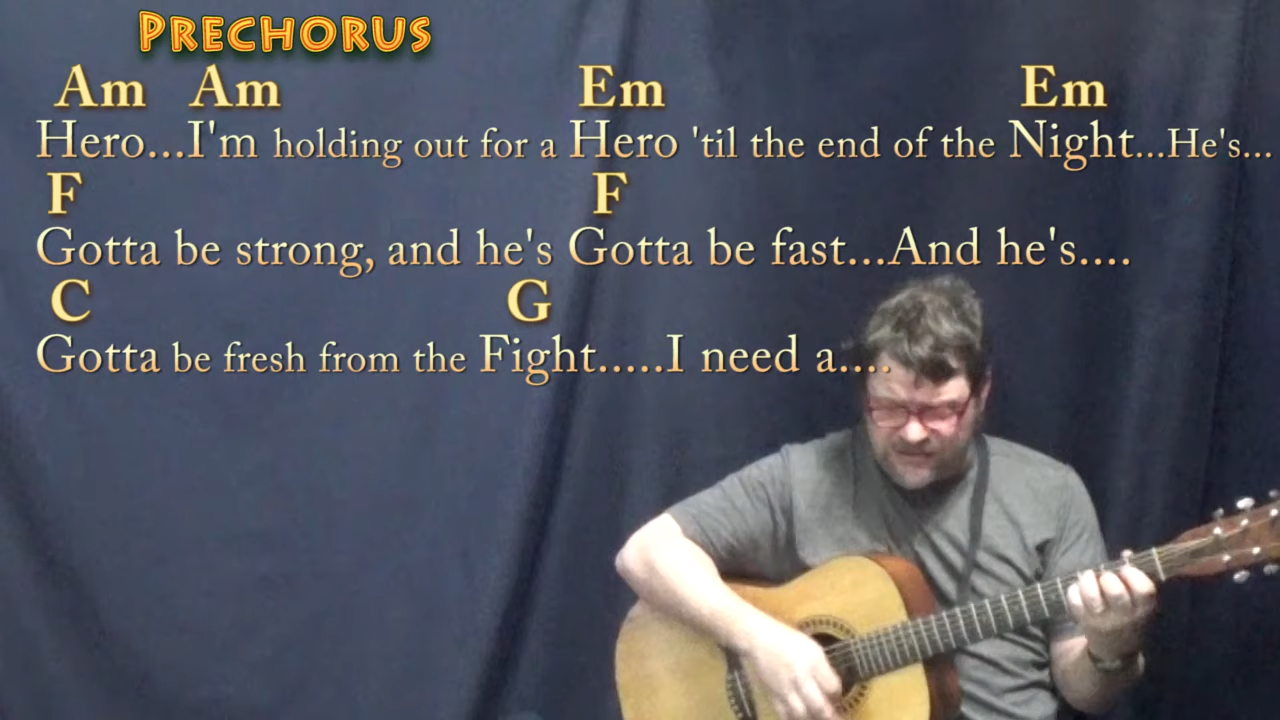 PRECHORUS
Am Am Em Em
Hero...I'm holding out for a Hero 'til the end of the Night...He's...
F F
Gotta be strong, and he's Gotta be fast...And he's....
C G
Gotta be fresh from the Fight.....I need a....